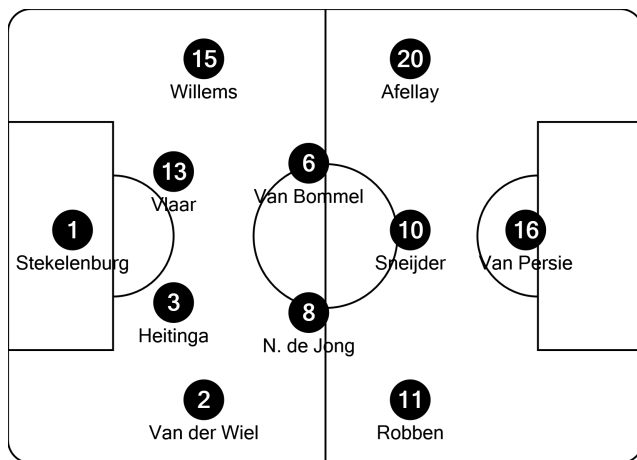 15
Willems
20
Afellay
13
Vlaar
6
Van Bommel
1
Stekelenburg
10
Sneijder
16
Van Persie
3
Heitinga
8
N. de Jong
2
Van der Wiel
11
Robben